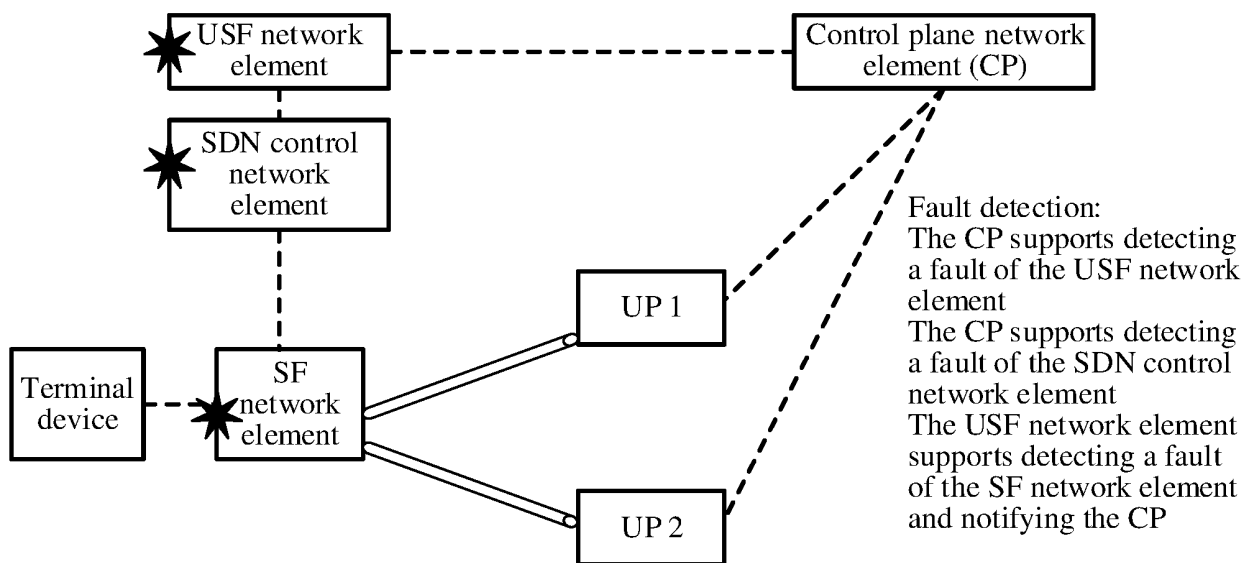 USF network
element
Control plane network
element (CP)
SDN control
network
element
Fault detection:
The CP supports detecting
a fault of the USF network
element
The CP supports detecting
a fault of the SDN control
network element
The USF network element
supports detecting a fault
of the SF network element
and notifying the CP
UP 1
Terminal
device
SF
network
element
UP 2